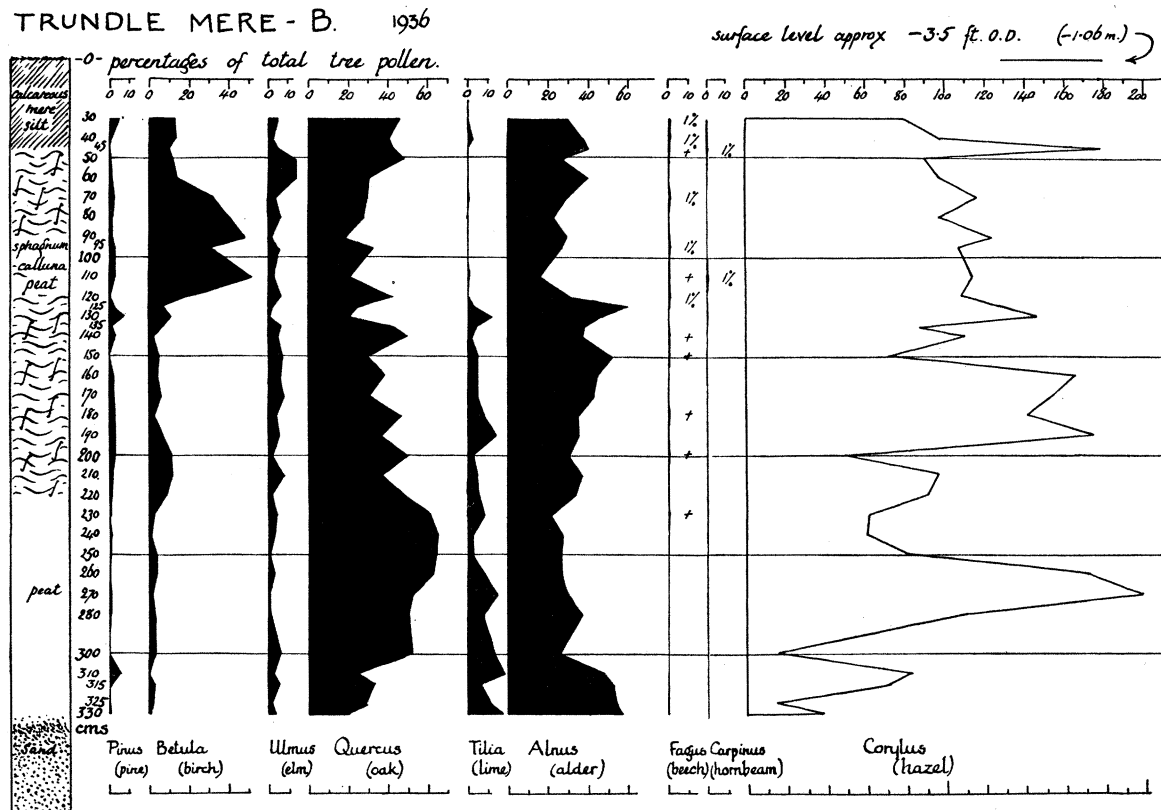 TRUNDLE MERE - B. 1936
surface level approx -3.5 ft. O.D. (-1.06 m.)
-0- percentages of total tree pollen.
0 10 0 20 40 0 10 0 20 40 60 0 10 0 20 40 60 0 10 0 10 0 20 40 60 80 100 120 140 160 180 200
calcareous
mere
silt
30 1%
40 1%
45 +
50 1%
60
70 1%
80
90
sphagnum 95 1%
100
-calluna
peat 110 + 1%
120 1%
125
130
135
140 +
150 +
160
170
180 +
190
200 +
210
220
230 +
240
250
260
peat 270
280
300
310
315
325
330
cms
sand
Pinus Betula Ulmus Quercus Tilia Alnus Fagus Carpinus Corylus
(pine) (birch) (elm) (oak) (lime) (alder) (beech) (hornbeam) (hazel)